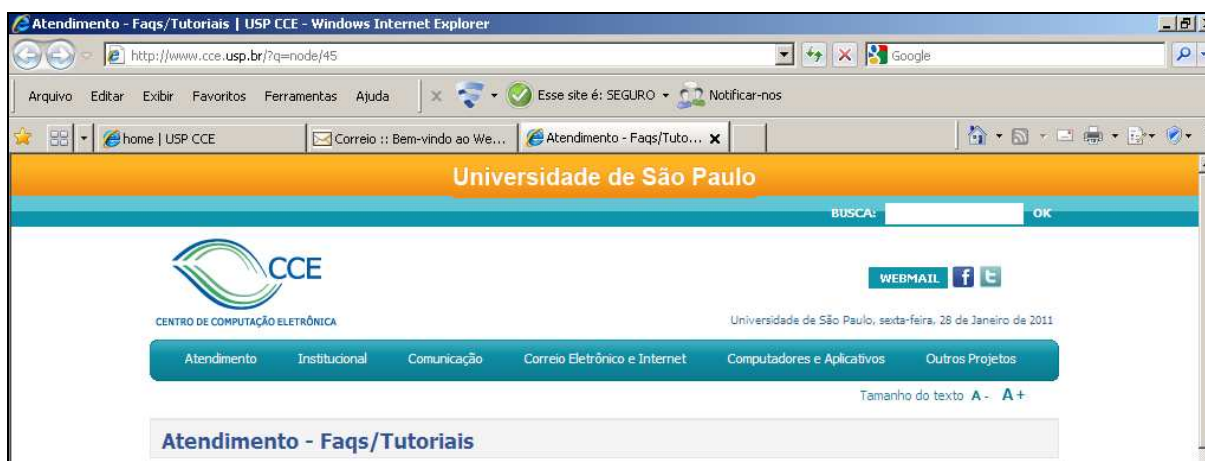 Atendimento - Faqs/Tutoriais | USP CCE - Windows Internet Explorer
http://www.cce.usp.br/?q=node/45
Google
Arquivo Editar Exibir Favoritos Ferramentas Ajuda
Esse site é: SEGURO
Notificar-nos
home | USP CCE
Correio :: Bem-vindo ao We...
Atendimento - Faqs/Tuto...
Universidade de São Paulo
BUSCA: OK
CCE
CENTRO DE COMPUTAÇÃO ELETRÔNICA
WEBMAIL
Universidade de São Paulo, sexta-feira, 28 de Janeiro de 2011
Atendimento Institucional Comunicação Correio Eletrônico e Internet Computadores e Aplicativos Outros Projetos
Tamanho do texto A - A +
Atendimento - Faqs/Tutoriais